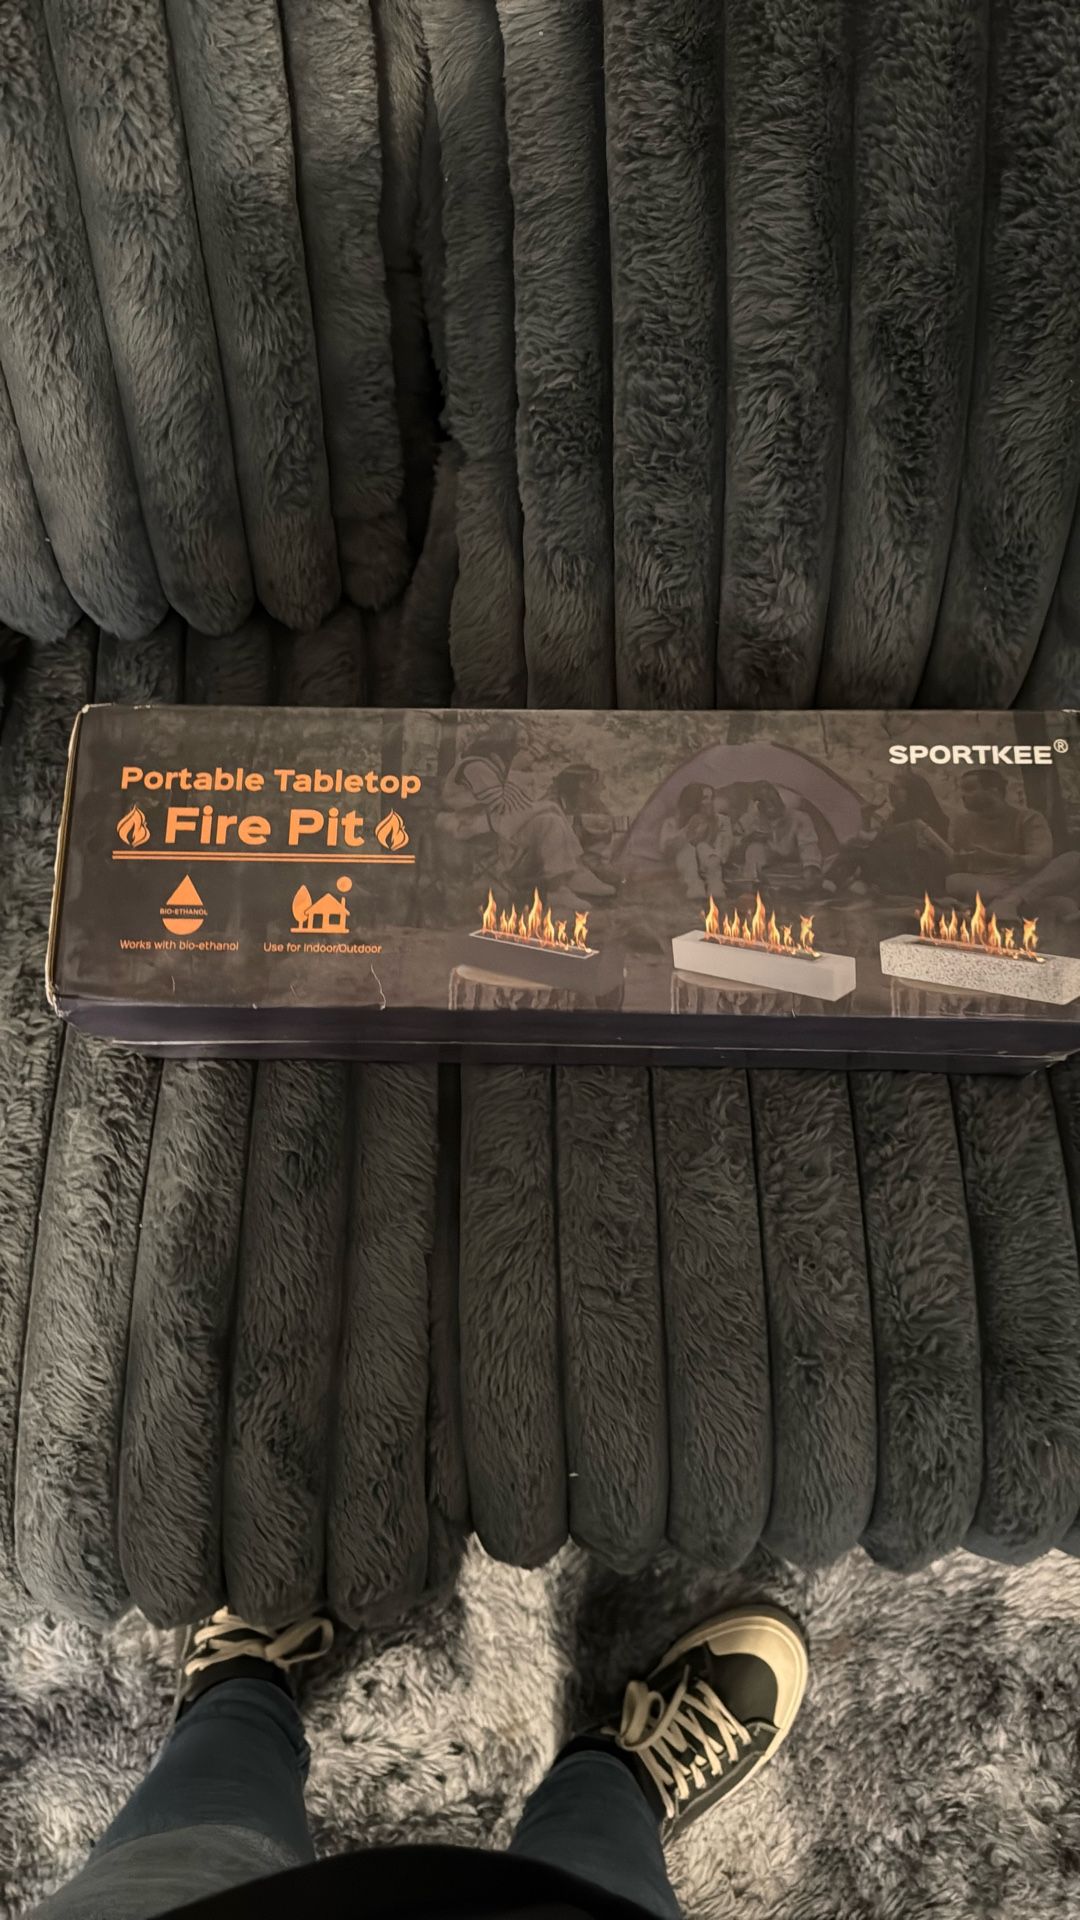 Portable Tabletop
Fire Pit
SPORTKEE®
BIO-ETHANOL
Works with bio-ethanol
Use for Indoor/Outdoor